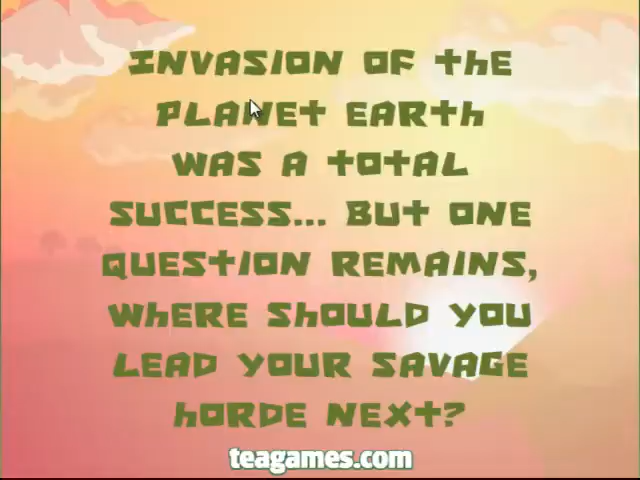 INVASION OF THE
PLANET EARTH
WAS A TOTAL
SUCCESS... BUT ONE
QUESTION REMAINS,
WHERE SHOULD YOU
LEAD YOUR SAVAGE
HORDE NEXT?
teagames.com